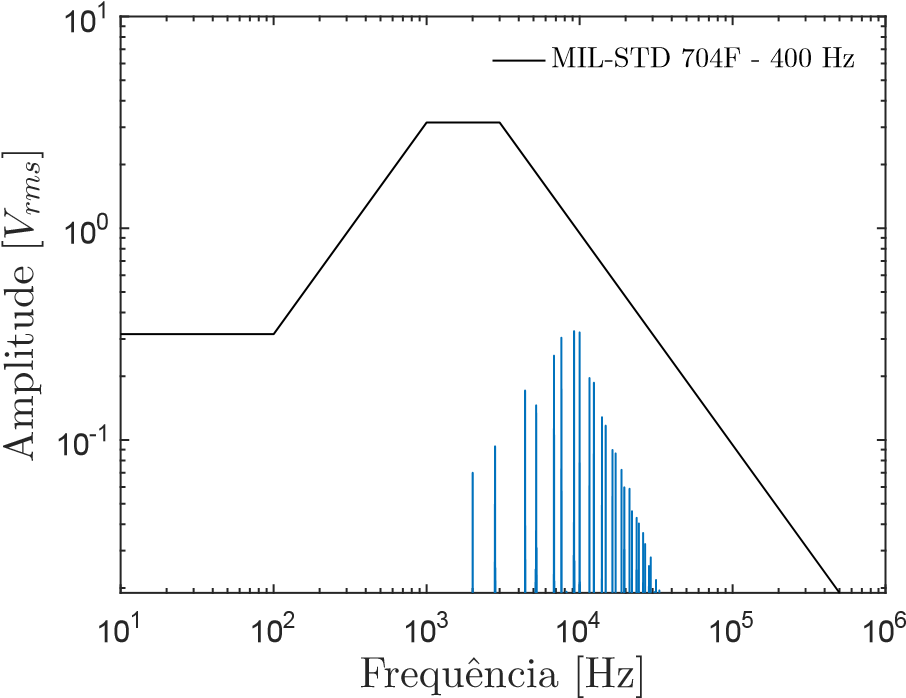 10^1
MIL-STD 704F - 400 Hz
10^0
10^-1
Amplitude [V_rms]
10^1 10^2 10^3 10^4 10^5 10^6
Frequência [Hz]